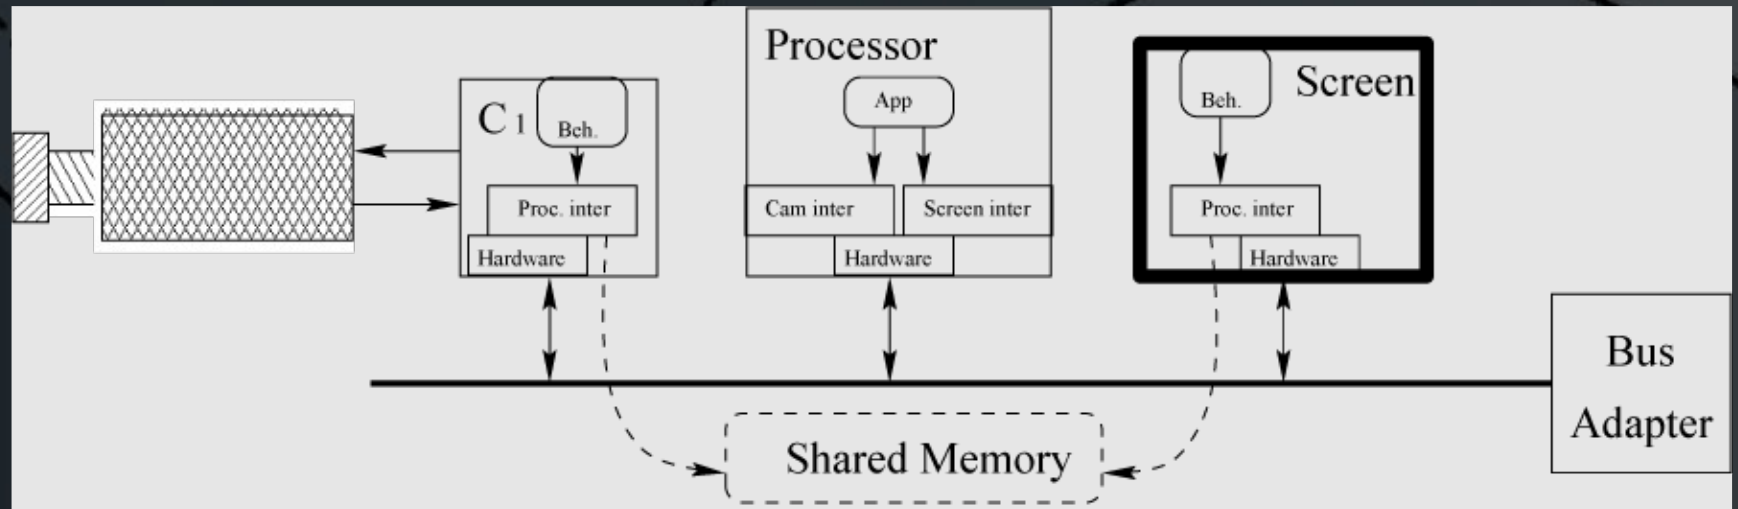 C 1
Beh.
Proc. inter
Hardware
Processor
App
Cam inter
Screen inter
Hardware
Screen
Beh.
Proc. inter
Hardware
Bus
Adapter
Shared Memory